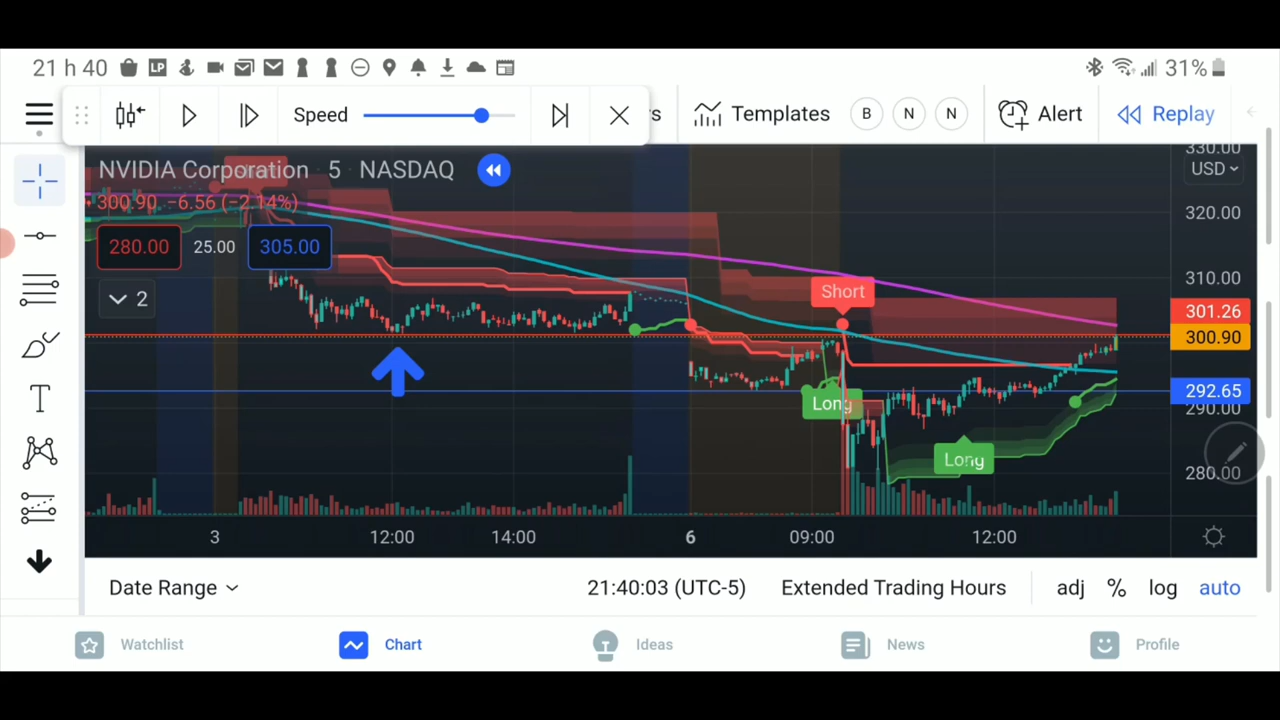 21 h 40 LP 31%
Speed s Templates B N N Alert Replay
NVIDIA Corporation 5 NASDAQ 330.00
USD
300.90 −6.56 (−2.14%)
320.00
280.00 25.00 305.00
310.00
2
Short
301.26
300.90
292.65
Long
290.00
Long
280.00
3 12:00 14:00 6 09:00 12:00
Date Range 21:40:03 (UTC-5) Extended Trading Hours adj % log auto
Watchlist Chart Ideas News Profile